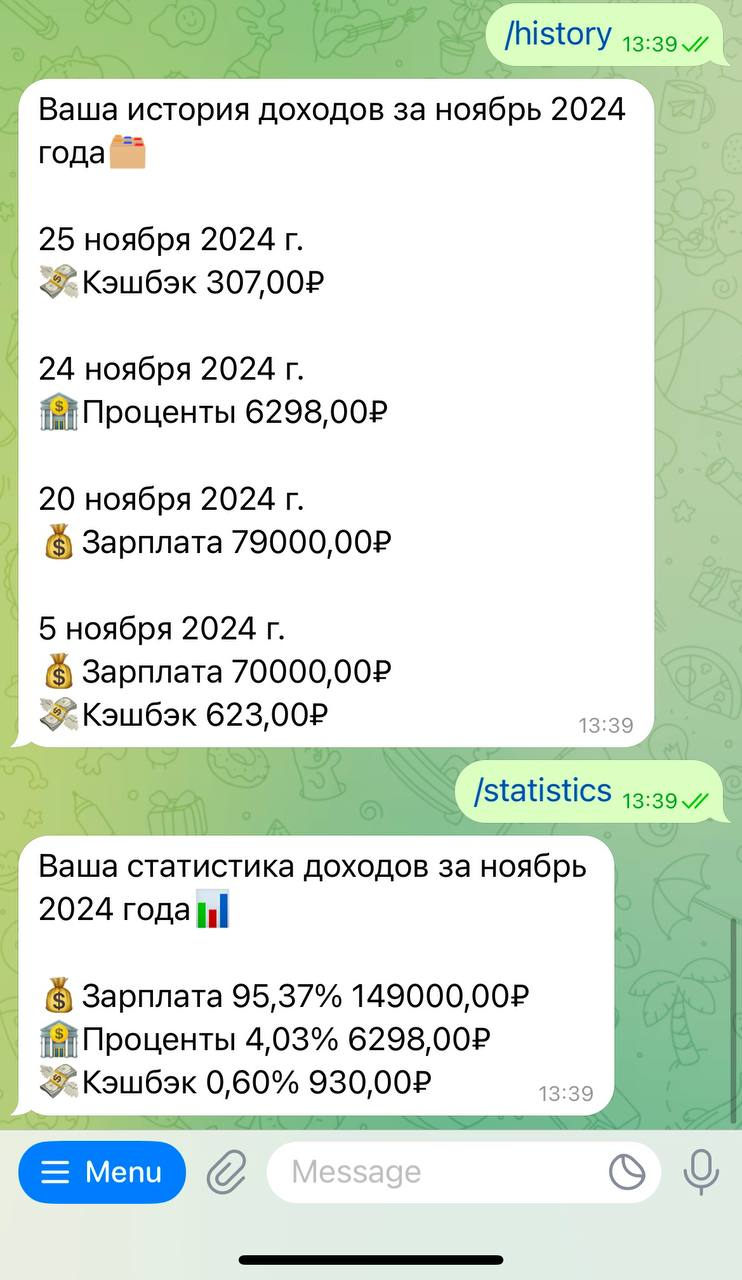 /history 13:39
Ваша история доходов за ноябрь 2024
года
25 ноября 2024 г.
Кэшбэк 307,00₽
24 ноября 2024 г.
Проценты 6298,00₽
20 ноября 2024 г.
Зарплата 79000,00₽
5 ноября 2024 г.
Зарплата 70000,00₽
Кэшбэк 623,00₽
13:39
/statistics 13:39
Ваша статистика доходов за ноябрь
2024 года
Зарплата 95,37% 149000,00₽
Проценты 4,03% 6298,00₽
Кэшбэк 0,60% 930,00₽
13:39
Menu
Message